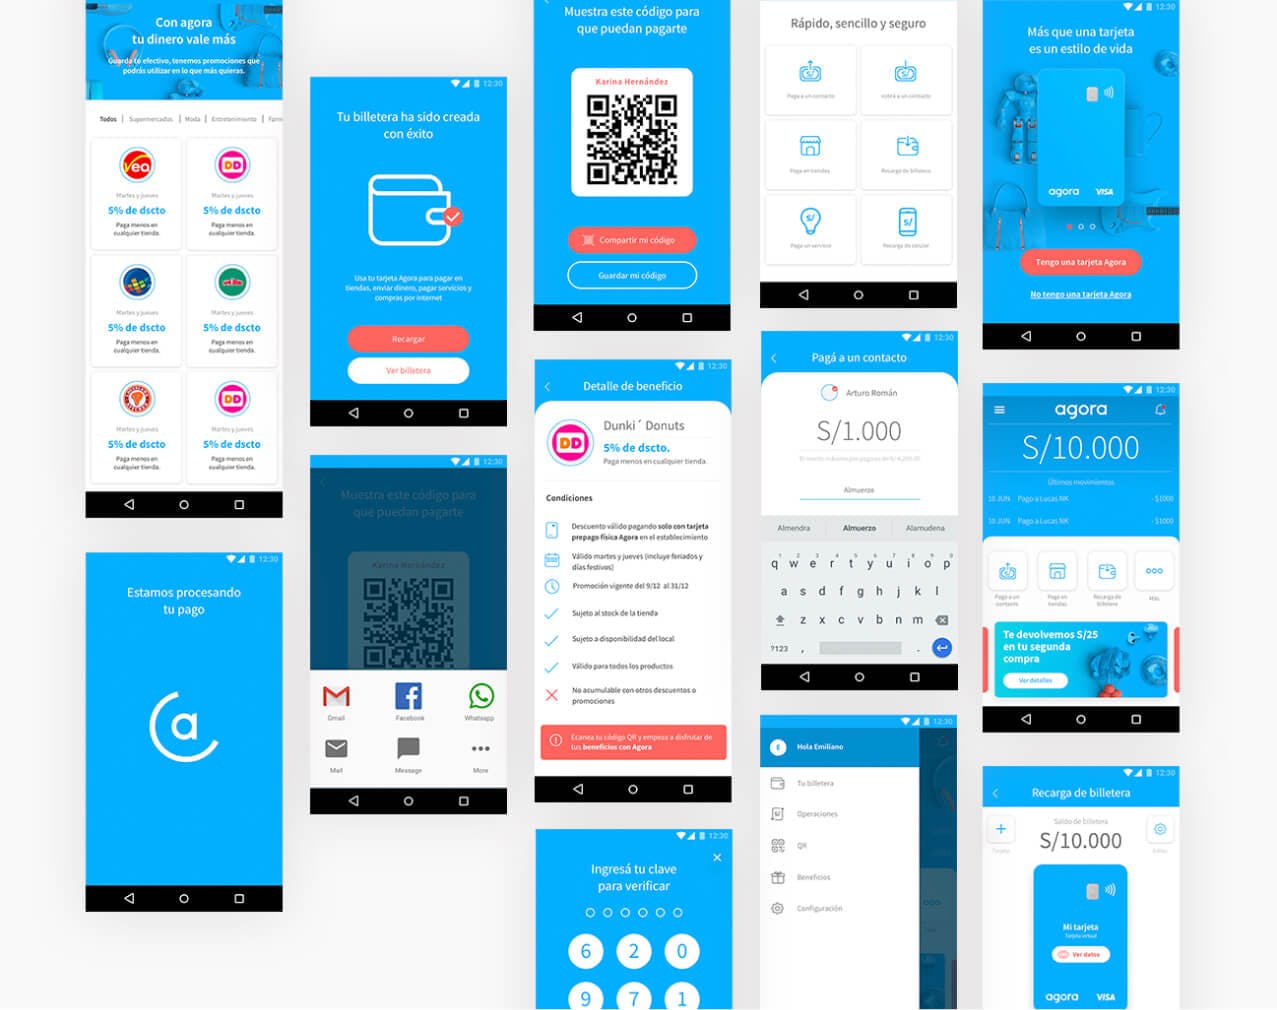 Con agora
tu dinero vale más
Guarda tu efectivo, tenemos promociones que
podrás utilizar en lo que más quieras.
Todos | Supermercados | Moda | Entretenimiento | Farm
vea
DD
Martes y jueves
Martes y jueves
5% de dscto
5% de dscto
Paga menos en
cualquier tienda.
Paga menos en
cualquier tienda.
Martes y jueves
Martes y jueves
5% de dscto
5% de dscto
Paga menos en
cualquier tienda.
Paga menos en
cualquier tienda.
DD
Martes y jueves
Martes y jueves
5% de dscto
5% de dscto
Paga menos en
cualquier tienda.
Paga menos en
cualquier tienda.
12:30
Estamos procesando
tu pago
a
12:30
Tu billetera ha sido creada
con éxito
Usa tu tarjeta Agora para pagar en
tiendas, enviar dinero, pagar servicios y
compras por internet
Recargar
Ver billetera
12:30
Muestra este código para
que puedan pagarte
Karina Hernández
Gmail
Facebook
Whatsapp
Mail
Message
More
Muestra este código para
que puedan pagarte
Karina Hernández
Compartir mi código
Guardar mi código
12:30
Detalle de beneficio
DD
Dunki´ Donuts
5% de dscto.
Paga menos en cualquier tienda.
Condiciones
Descuento válido pagando solo con tarjeta
prepago física Agora en el establecimiento
Válido martes y jueves (incluye feriados y
días festivos)
Promoción vigente del 9/12 al 31/12
Sujeto al stock de la tienda
Sujeto a disponibilidad del local
Válido para todos los productos
No acumulable con otros descuentos o
promociones
Ecanea tu código QR y empeza a disfrutar de
tus beneficios con Agora
12:30
Ingresá tu clave
para verificar
6 2 0
9 7 1
Rápido, sencillo y seguro
Paga a un contacto
cobrá a un contacto
Paga en tiendas
Recarga de billetera
S/
S/
Paga un servicio
Recarga de celular
12:30
Pagá a un contacto
Arturo Román
S/1.000
Almuerzo
Almendra
Almuerzo
Alamudena
1 2 3 4 5 6 7 8 9 0
q w e r t y u i o p
a s d f g h j k l
z x c v b n m
?123 , .
12:30
E
Hola Emiliano
Tu billetera
Operaciones
QR
Beneficios
Configuración
12:30
Más que una tarjeta
es un estilo de vida
agora
VISA
Tengo una tarjeta Agora
No tengo una tarjeta Agora
12:30
agora
S/10.000
Últimos movimientos
10 JUN Pago a Lucas NK - $1000
10 JUN Pago a Lucas NK - $1000
Paga a un
contacto
Paga en
tiendas
Recarga de
billetera
Más
Te devolvemos S/25
en tu segunda
compra
Ver detalles
12:30
Recarga de billetera
Saldo de billetera
S/10.000
Tarjeta
Mi tarjeta
Tarjeta virtual
Ver datos
agora
VISA